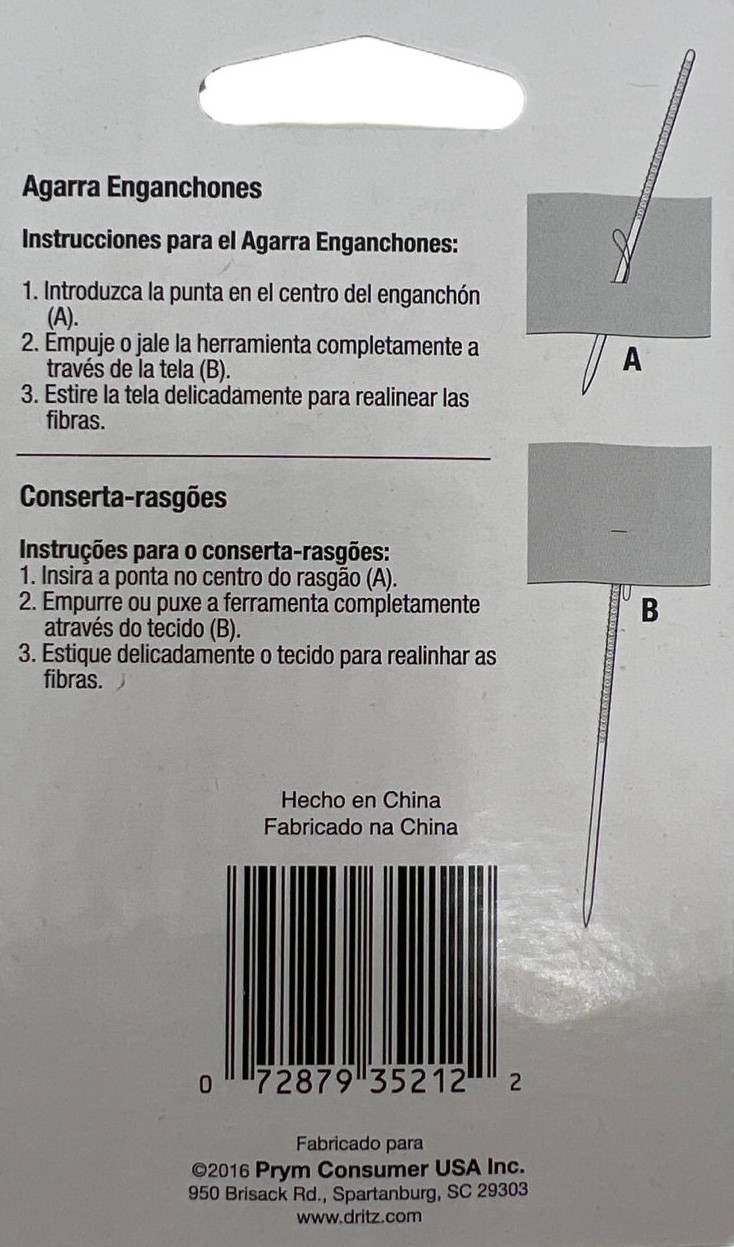 Agarra Enganchones
Instrucciones para el Agarra Enganchones:
1. Introduzca la punta en el centro del enganchón
(A).
2. Empuje o jale la herramienta completamente a
través de la tela (B).
3. Estire la tela delicadamente para realinear las
fibras.
A
Conserta-rasgões
Instruções para o conserta-rasgões:
1. Insira a ponta no centro do rasgão (A).
2. Empurre ou puxe a ferramenta completamente
através do tecido (B).
3. Estique delicadamente o tecido para realinhar as
fibras.
B
Hecho en China
Fabricado na China
0 72879 35212 2
Fabricado para
©2016 Prym Consumer USA Inc.
950 Brisack Rd., Spartanburg, SC 29303
www.dritz.com